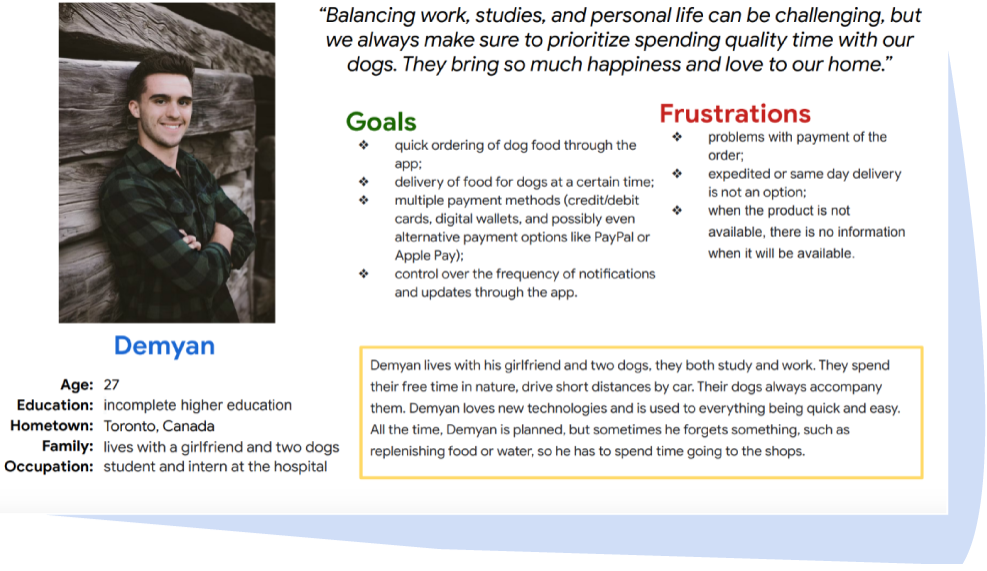 “Balancing work, studies, and personal life can be challenging, but
we always make sure to prioritize spending quality time with our
dogs. They bring so much happiness and love to our home.”
Goals
❖ quick ordering of dog food through the
app;
❖ delivery of food for dogs at a certain time;
❖ multiple payment methods (credit/debit
cards, digital wallets, and possibly even
alternative payment options like PayPal or
Apple Pay);
❖ control over the frequency of notifications
and updates through the app.
Frustrations
❖ problems with payment of the
order;
❖ expedited or same day delivery
is not an option;
❖ when the product is not
available, there is no information
when it will be available.
Demyan
Age: 27
Education: incomplete higher education
Hometown: Toronto, Canada
Family: lives with a girlfriend and two dogs
Occupation: student and intern at the hospital
Demyan lives with his girlfriend and two dogs, they both study and work. They spend
their free time in nature, drive short distances by car. Their dogs always accompany
them. Demyan loves new technologies and is used to everything being quick and easy.
All the time, Demyan is planned, but sometimes he forgets something, such as
replenishing food or water, so he has to spend time going to the shops.